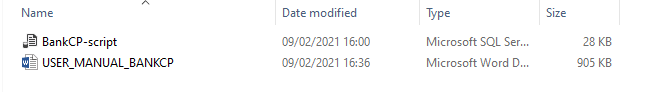 Name Date modified Type Size
BankCP-script 09/02/2021 16:00 Microsoft SQL Ser... 28 KB
USER_MANUAL_BANKCP 09/02/2021 16:36 Microsoft Word D... 905 KB